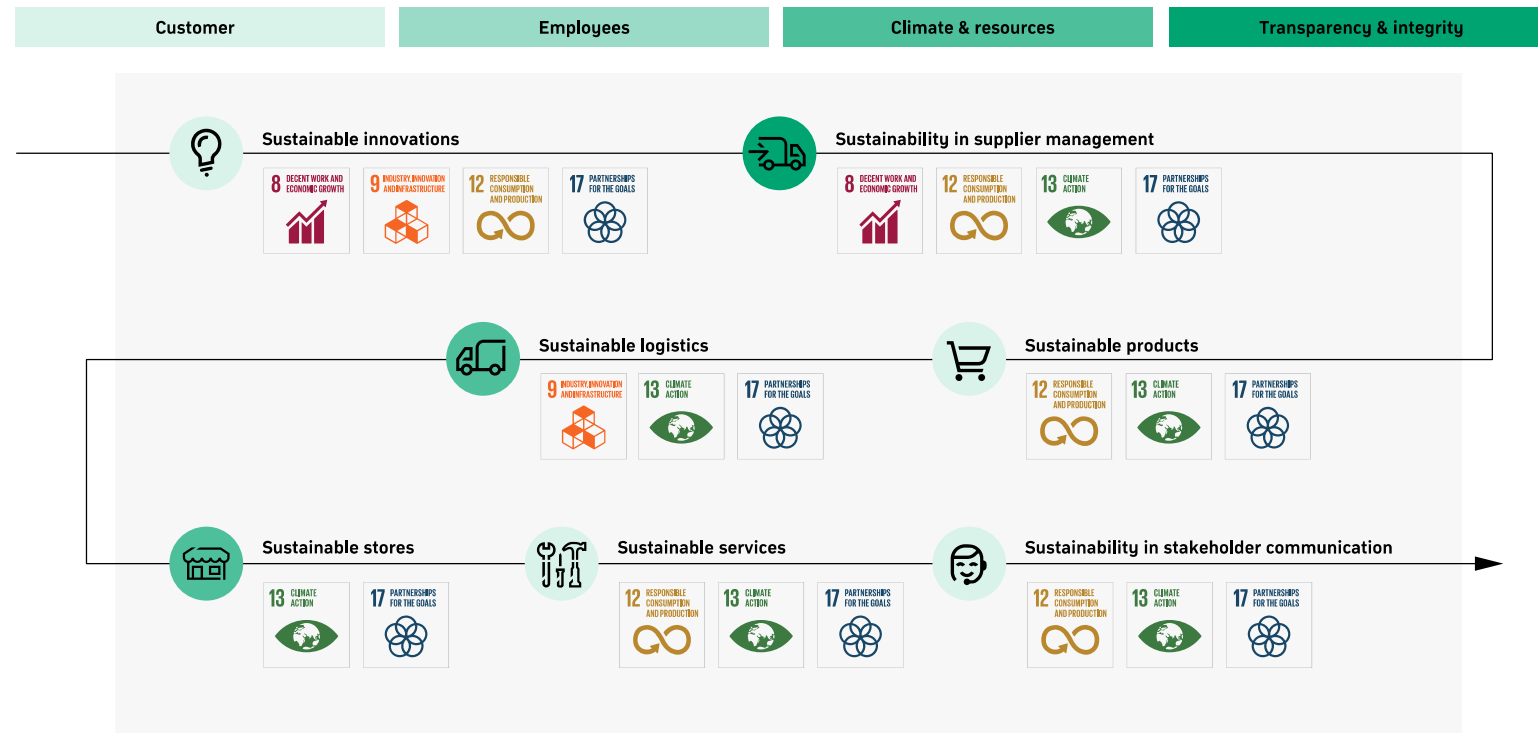 Customer
Employees
Climate & resources
Transparency & integrity
Sustainable innovations
8 DECENT WORK AND
ECONOMIC GROWTH
9 INDUSTRY, INNOVATION
AND INFRASTRUCTURE
12 RESPONSIBLE
CONSUMPTION
AND PRODUCTION
17 PARTNERSHIPS
FOR THE GOALS
Sustainability in supplier management
8 DECENT WORK AND
ECONOMIC GROWTH
12 RESPONSIBLE
CONSUMPTION
AND PRODUCTION
13 CLIMATE
ACTION
17 PARTNERSHIPS
FOR THE GOALS
Sustainable logistics
9 INDUSTRY, INNOVATION
AND INFRASTRUCTURE
13 CLIMATE
ACTION
17 PARTNERSHIPS
FOR THE GOALS
Sustainable products
12 RESPONSIBLE
CONSUMPTION
AND PRODUCTION
13 CLIMATE
ACTION
17 PARTNERSHIPS
FOR THE GOALS
Sustainable stores
13 CLIMATE
ACTION
17 PARTNERSHIPS
FOR THE GOALS
Sustainable services
12 RESPONSIBLE
CONSUMPTION
AND PRODUCTION
13 CLIMATE
ACTION
17 PARTNERSHIPS
FOR THE GOALS
Sustainability in stakeholder communication
12 RESPONSIBLE
CONSUMPTION
AND PRODUCTION
13 CLIMATE
ACTION
17 PARTNERSHIPS
FOR THE GOALS